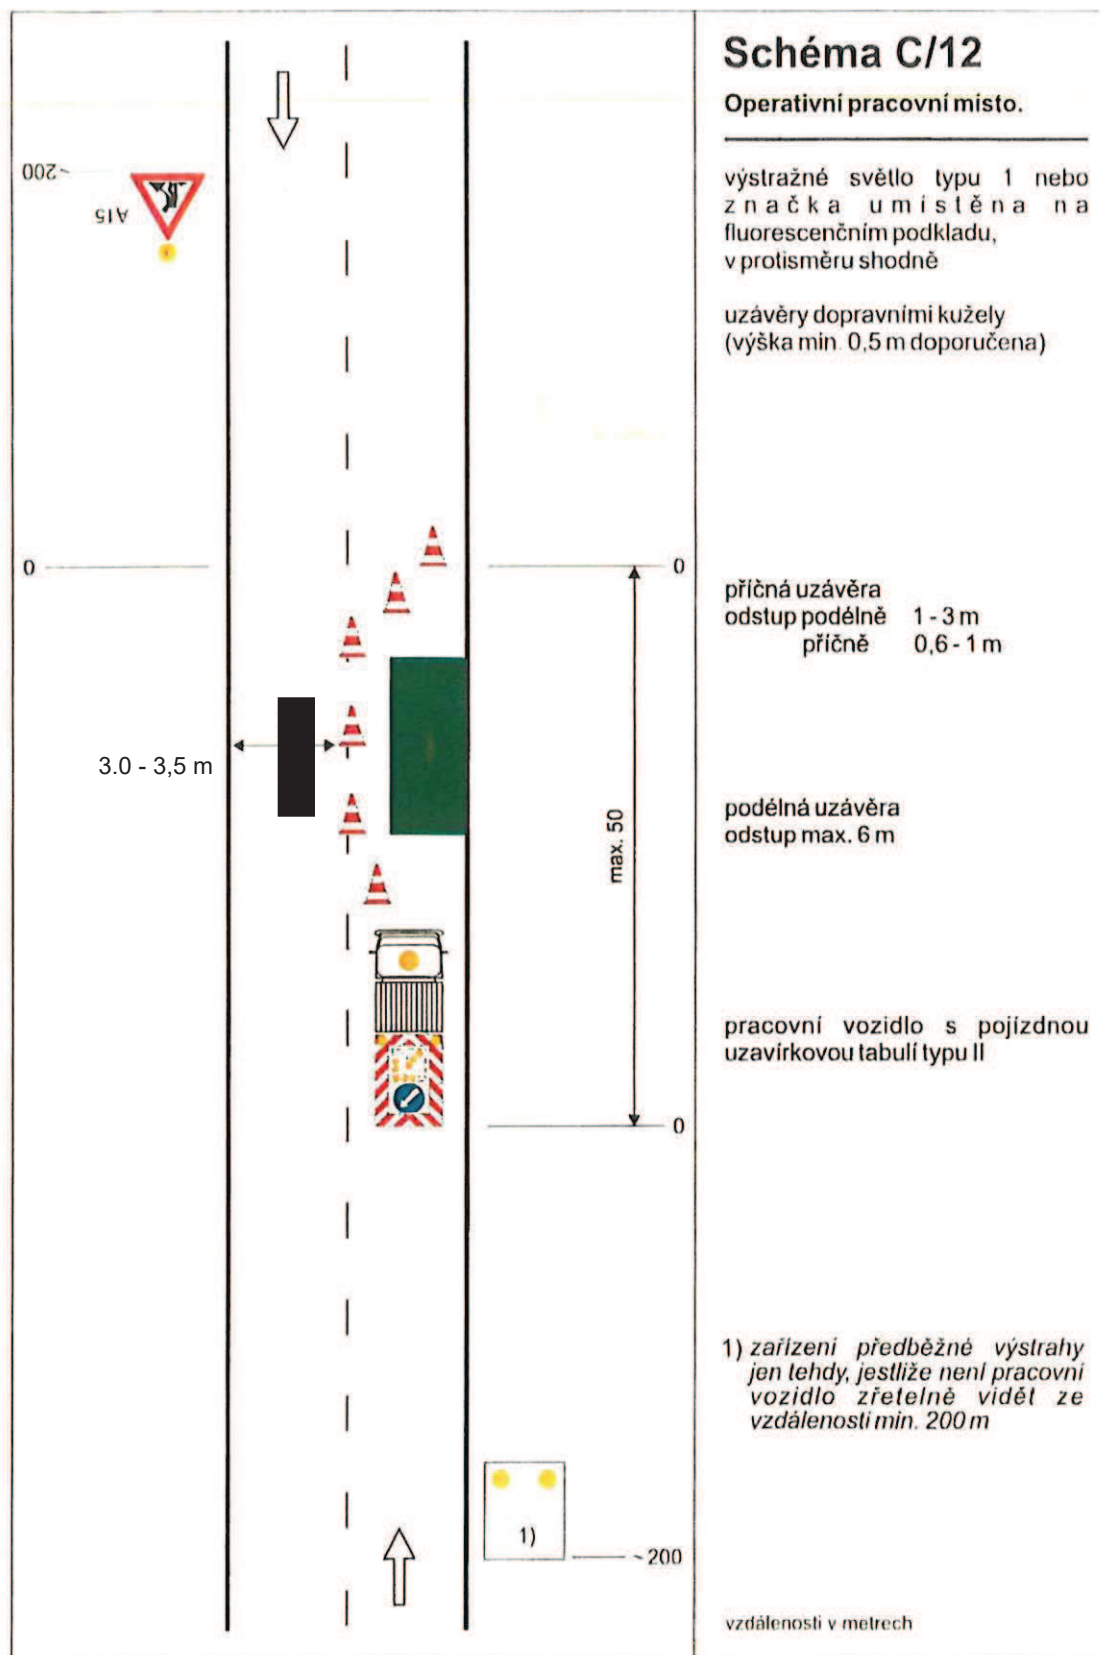 Schéma C/12
Operativní pracovní místo.
výstražné světlo typu 1 nebo
značka umístěna na
fluorescenčním podkladu,
v protisměru shodně
uzávěry dopravními kužely
(výška min. 0,5 m doporučena)
příčná uzávěra
odstup podélně 1 - 3 m
příčně 0,6 - 1 m
podélná uzávěra
odstup max. 6 m
pracovní vozidlo s pojízdnou
uzavírkovou tabulí typu II
1) zařízení předběžné výstrahy
jen tehdy, jestliže není pracovní
vozidlo zřetelně vidět ze
vzdálenosti min. 200 m
vzdálenosti v metrech
~200
A15
0
0
3.0 - 3,5 m
max. 50
0
1)
~200